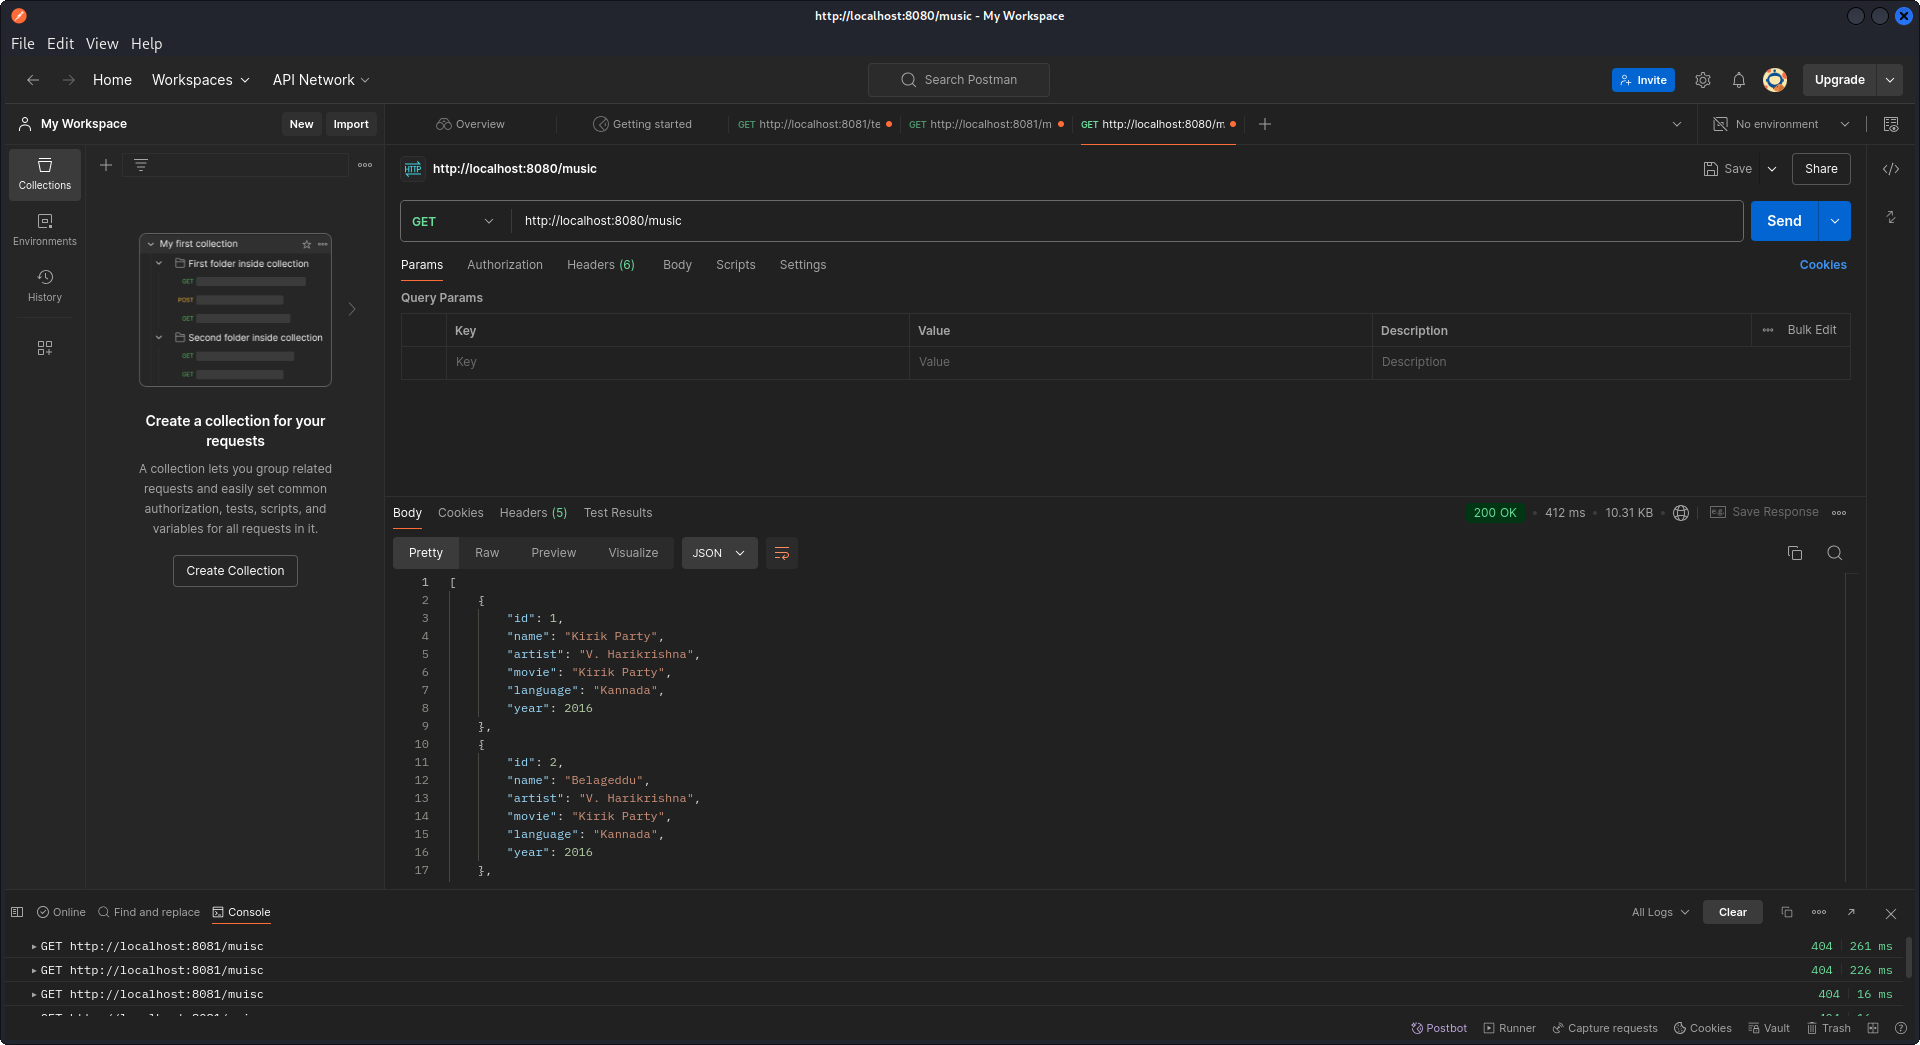 http://localhost:8080/music - My Workspace
File Edit View Help
Home Workspaces API Network Search Postman Invite Upgrade
My Workspace New Import Overview Getting started GET http://localhost:8081/te GET http://localhost:8081/m GET http://localhost:8080/m No environment
Collections
Environments
History
My first collection
First folder inside collection
GET
POST
GET
Second folder inside collection
GET
GET
Create a collection for your
requests
A collection lets you group related
requests and easily set common
authorization, tests, scripts, and
variables for all requests in it.
Create Collection
HTTP http://localhost:8080/music Save Share
GET http://localhost:8080/music Send
Params Authorization Headers (6) Body Scripts Settings Cookies
Query Params
Key Value Description Bulk Edit
Key Value Description
Body Cookies Headers (5) Test Results 200 OK 412 ms 10.31 KB Save Response
Pretty Raw Preview Visualize JSON
1 [
2 {
3 "id": 1,
4 "name": "Kirik Party",
5 "artist": "V. Harikrishna",
6 "movie": "Kirik Party",
7 "language": "Kannada",
8 "year": 2016
9 },
10 {
11 "id": 2,
12 "name": "Belageddu",
13 "artist": "V. Harikrishna",
14 "movie": "Kirik Party",
15 "language": "Kannada",
16 "year": 2016
17 },
Online Find and replace Console All Logs Clear
GET http://localhost:8081/muisc 404 261 ms
GET http://localhost:8081/muisc 404 226 ms
GET http://localhost:8081/muisc 404 16 ms
Postbot Runner Capture requests Cookies Vault Trash